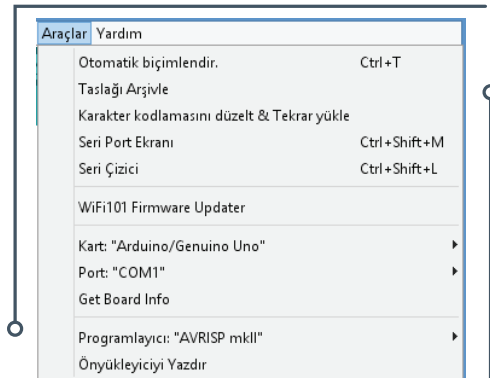 Araçlar Yardım
Otomatik biçimlendir. Ctrl+T
Taslağı Arşivle
Karakter kodlamasını düzelt & Tekrar yükle
Seri Port Ekranı Ctrl+Shift+M
Seri Çizici Ctrl+Shift+L
WiFi101 Firmware Updater
Kart: "Arduino/Genuino Uno"
Port: "COM1"
Get Board Info
Programlayıcı: "AVRISP mkII"
Önyükleyiciyi Yazdır